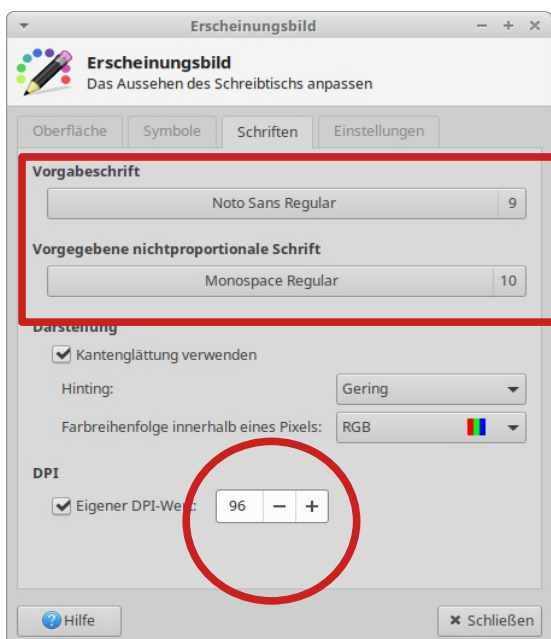 Erscheinungsbild
Erscheinungsbild
Das Aussehen des Schreibtischs anpassen
Oberfläche Symbole Schriften Einstellungen
Vorgabeschrift
Noto Sans Regular 9
Vorgegebene nichtproportionale Schrift
Monospace Regular 10
Darstellung
Kantenglättung verwenden
Hinting: Gering
Farbreihenfolge innerhalb eines Pixels: RGB
DPI
Eigener DPI-Wert: 96 − +
Hilfe Schließen